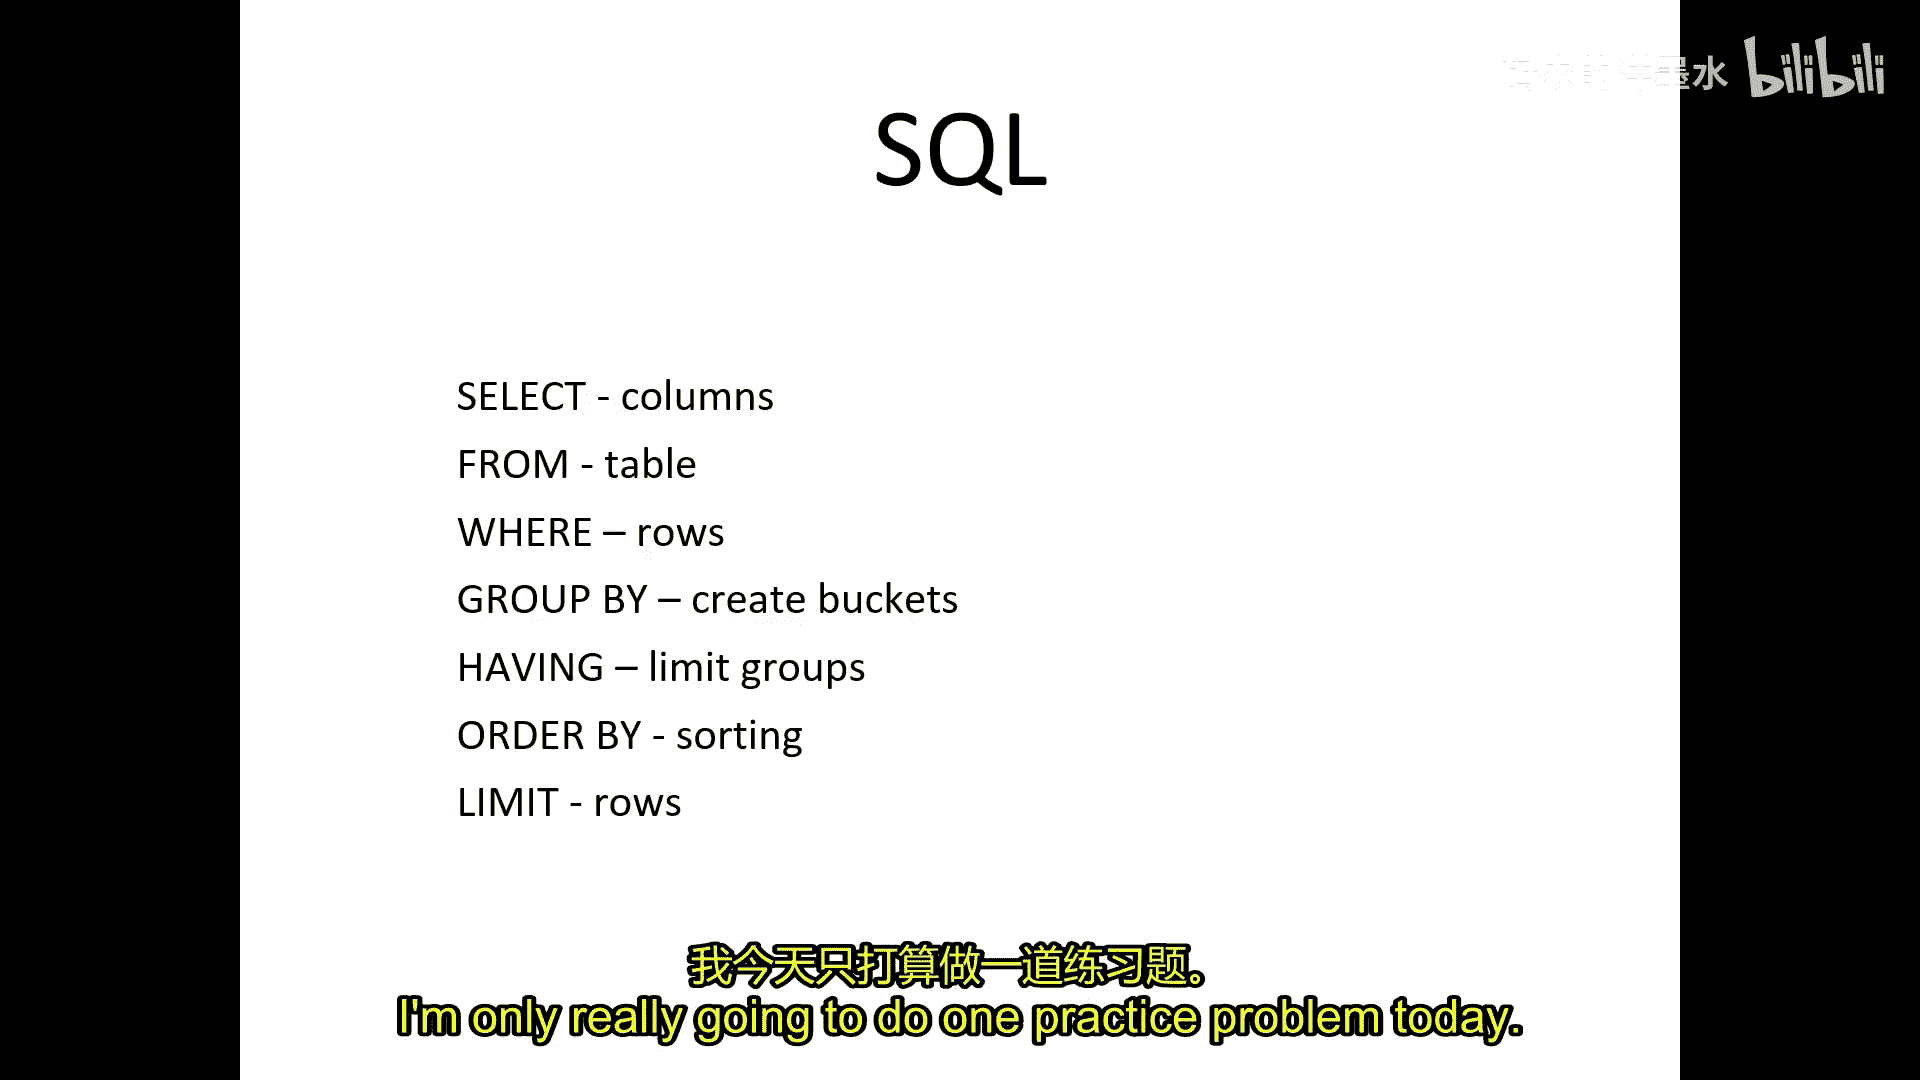 水 bilibili
SQL
SELECT - columns
FROM - table
WHERE – rows
GROUP BY – create buckets
HAVING – limit groups
ORDER BY - sorting
LIMIT - rows
我今天只打算做一道练习题。
I'm only really going to do one practice problem today.